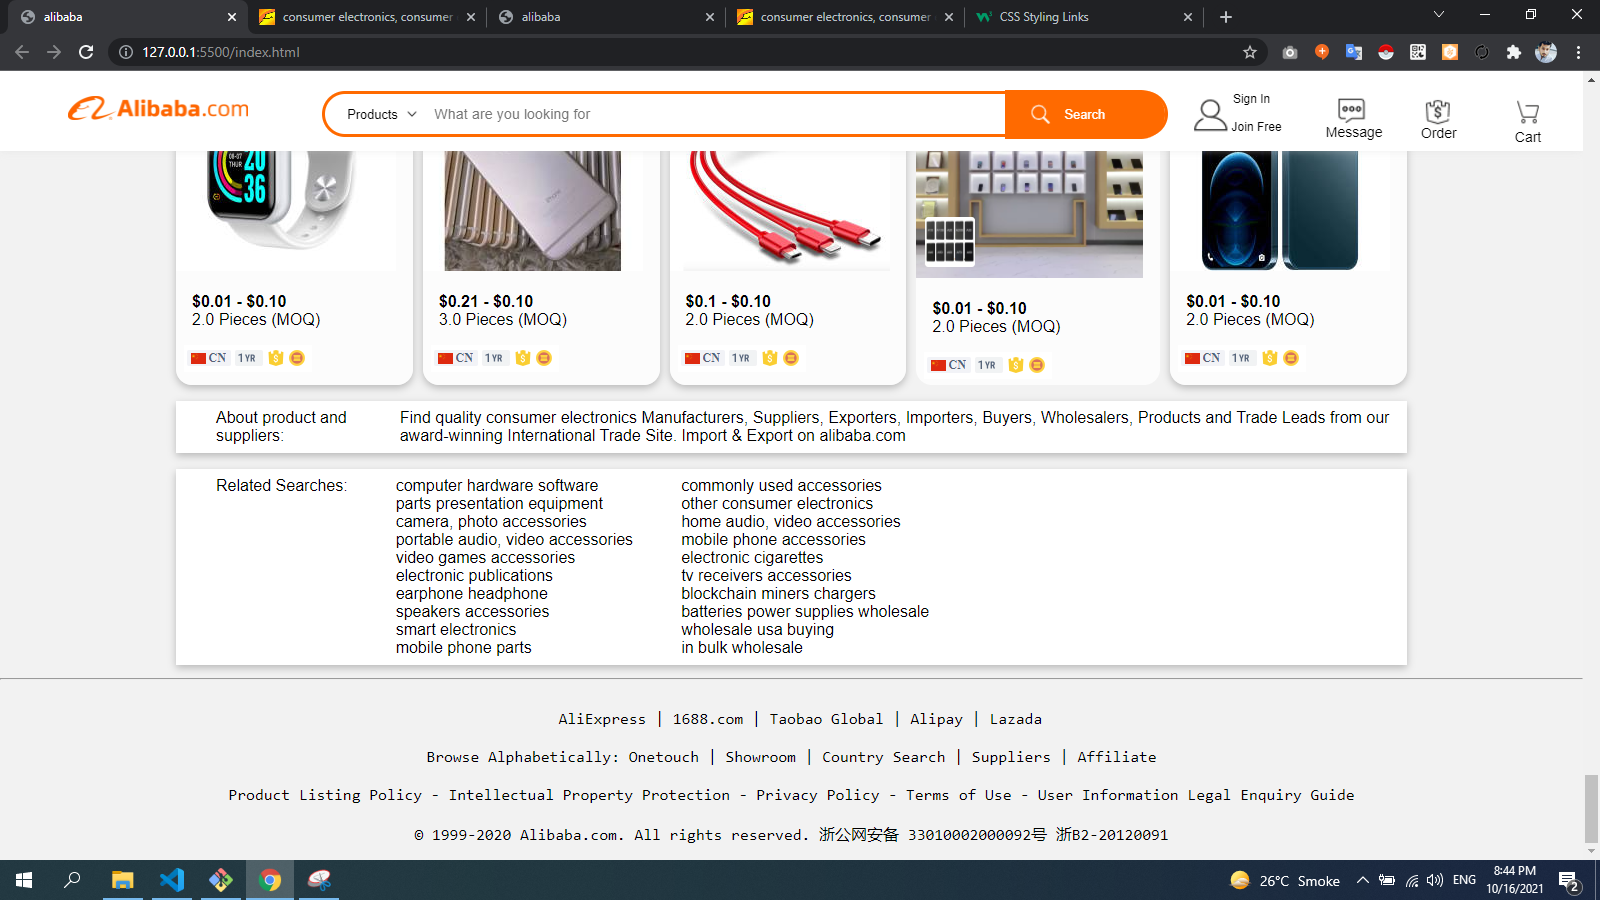 alibaba
consumer electronics, consumer
alibaba
consumer electronics, consumer
CSS Styling Links
127.0.0.1:5500/index.html
Alibaba.com
Products
What are you looking for
Search
Sign In
Join Free
Message
Order
Cart
08-07
THUR
20
36
$0.01 - $0.10
2.0 Pieces (MOQ)
CN 1YR
$0.21 - $0.10
3.0 Pieces (MOQ)
CN 1YR
$0.1 - $0.10
2.0 Pieces (MOQ)
CN 1YR
$0.01 - $0.10
2.0 Pieces (MOQ)
CN 1YR
$0.01 - $0.10
2.0 Pieces (MOQ)
CN 1YR
About product and
suppliers:
Find quality consumer electronics Manufacturers, Suppliers, Exporters, Importers, Buyers, Wholesalers, Products and Trade Leads from our
award-winning International Trade Site. Import & Export on alibaba.com
Related Searches:
computer hardware software
parts presentation equipment
camera, photo accessories
portable audio, video accessories
video games accessories
electronic publications
earphone headphone
speakers accessories
smart electronics
mobile phone parts
commonly used accessories
other consumer electronics
home audio, video accessories
mobile phone accessories
electronic cigarettes
tv receivers accessories
blockchain miners chargers
batteries power supplies wholesale
wholesale usa buying
in bulk wholesale
AliExpress | 1688.com | Taobao Global | Alipay | Lazada
Browse Alphabetically: Onetouch | Showroom | Country Search | Suppliers | Affiliate
Product Listing Policy - Intellectual Property Protection - Privacy Policy - Terms of Use - User Information Legal Enquiry Guide
© 1999-2020 Alibaba.com. All rights reserved. 浙公网安备 33010002000092号 浙B2-20120091
26°C Smoke
ENG
8:44 PM
10/16/2021
2